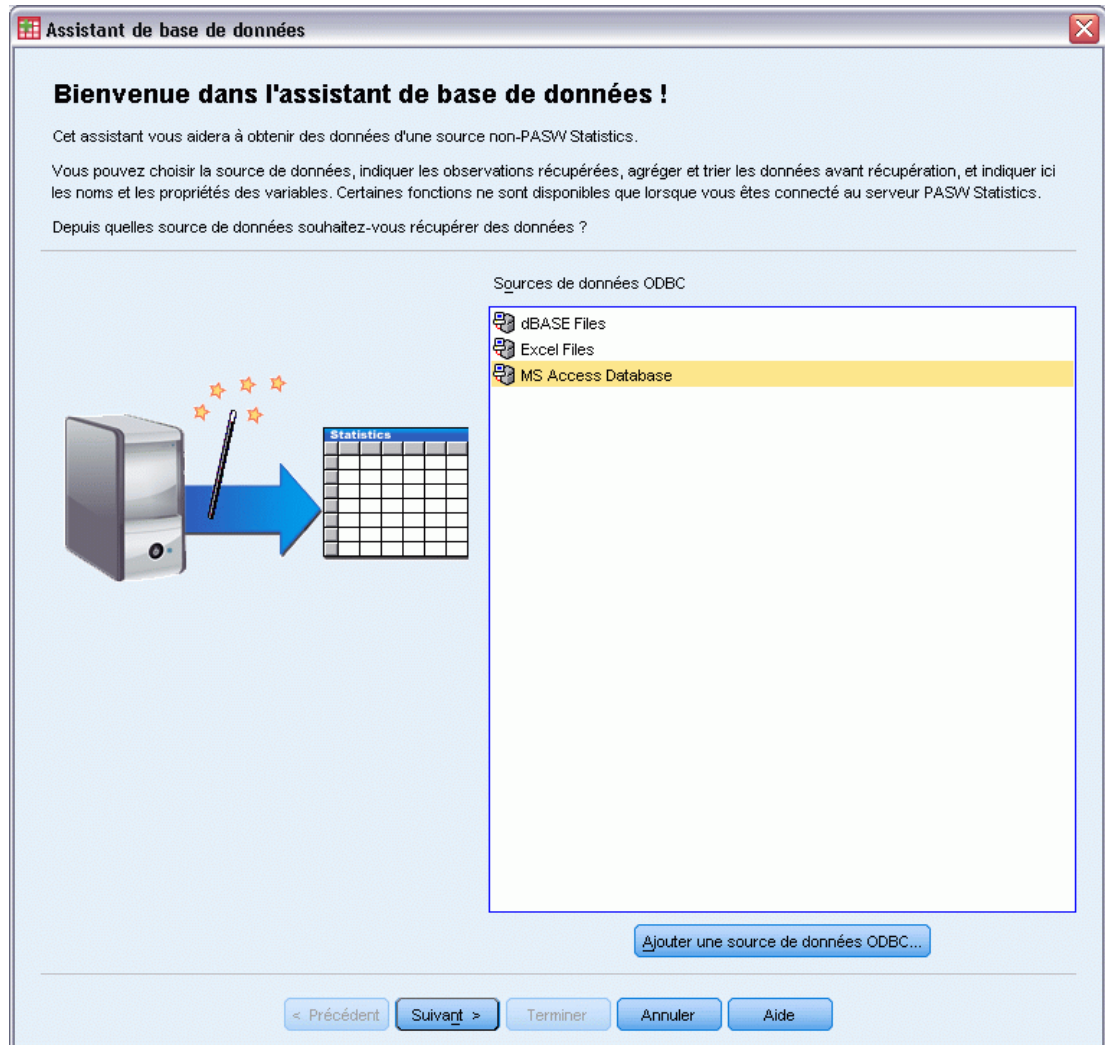 Assistant de base de données
Bienvenue dans l'assistant de base de données !
Cet assistant vous aidera à obtenir des données d'une source non-PASW Statistics.
Vous pouvez choisir la source de données, indiquer les observations récupérées, agréger et trier les données avant récupération, et indiquer ici
les noms et les propriétés des variables. Certaines fonctions ne sont disponibles que lorsque vous êtes connecté au serveur PASW Statistics.
Depuis quelles source de données souhaitez-vous récupérer des données ?
Sources de données ODBC
dBASE Files
Excel Files
MS Access Database
Statistics
Ajouter une source de données ODBC...
< Précédent
Suivant >
Terminer
Annuler
Aide